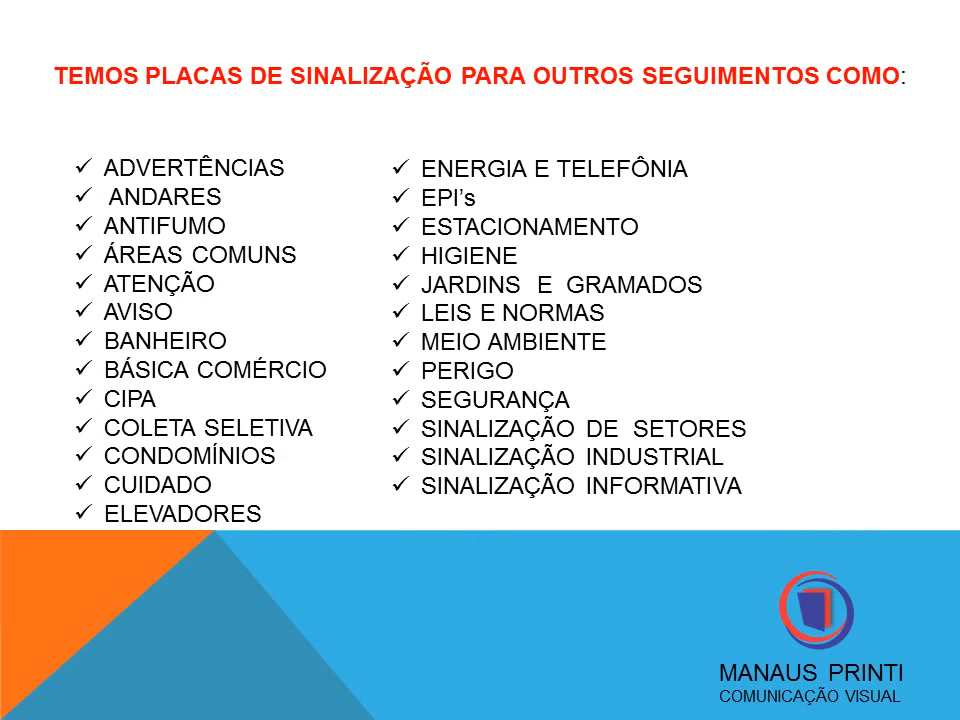 TEMOS PLACAS DE SINALIZAÇÃO PARA OUTROS SEGUIMENTOS COMO:
ADVERTÊNCIAS
ANDARES
ANTIFUMO
ÁREAS COMUNS
ATENÇÃO
AVISO
BANHEIRO
BÁSICA COMÉRCIO
CIPA
COLETA SELETIVA
CONDOMÍNIOS
CUIDADO
ELEVADORES
ENERGIA E TELEFÔNIA
EPI’s
ESTACIONAMENTO
HIGIENE
JARDINS E GRAMADOS
LEIS E NORMAS
MEIO AMBIENTE
PERIGO
SEGURANÇA
SINALIZAÇÃO DE SETORES
SINALIZAÇÃO INDUSTRIAL
SINALIZAÇÃO INFORMATIVA
MANAUS PRINTI
COMUNICAÇÃO VISUAL